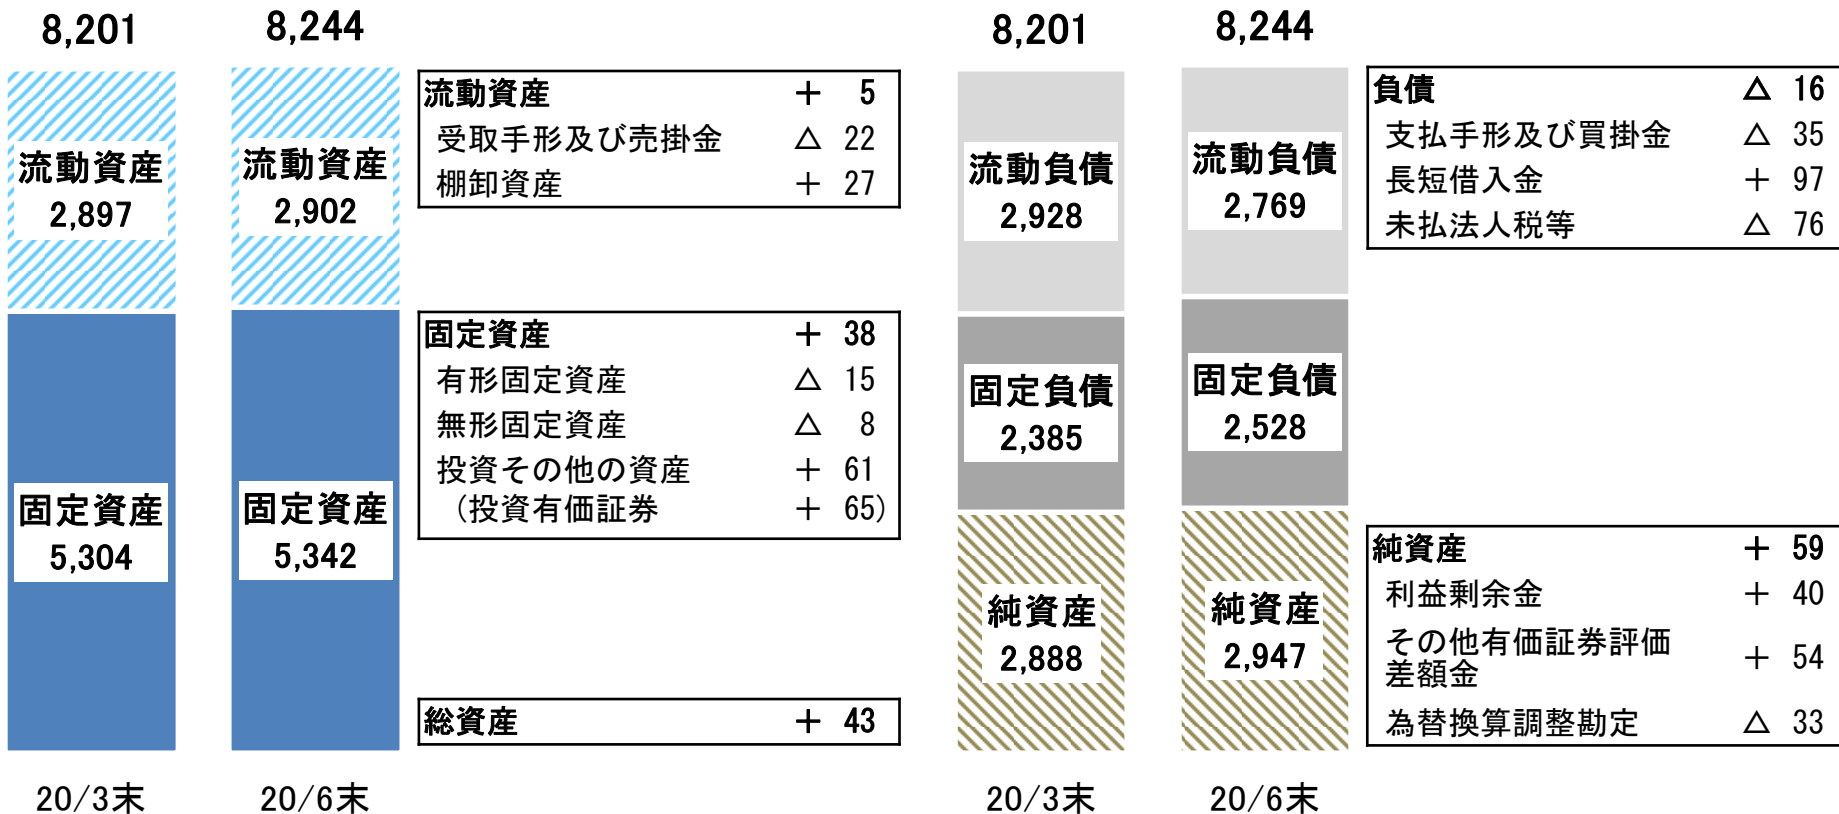 8,201
8,244
流動資産
2,897
流動資産
2,902
固定資産
5,304
固定資産
5,342
20/3末
20/6末
流動資産 ＋ 5
受取手形及び売掛金 △ 22
棚卸資産 ＋ 27
固定資産 ＋ 38
有形固定資産 △ 15
無形固定資産 △ 8
投資その他の資産 ＋ 61
（投資有価証券 ＋ 65）
総資産 ＋ 43
8,201
8,244
流動負債
2,928
流動負債
2,769
固定負債
2,385
固定負債
2,528
純資産
2,888
純資産
2,947
20/3末
20/6末
負債 △ 16
支払手形及び買掛金 △ 35
長短借入金 ＋ 97
未払法人税等 △ 76
純資産 ＋ 59
利益剰余金 ＋ 40
その他有価証券評価
差額金 ＋ 54
為替換算調整勘定 △ 33